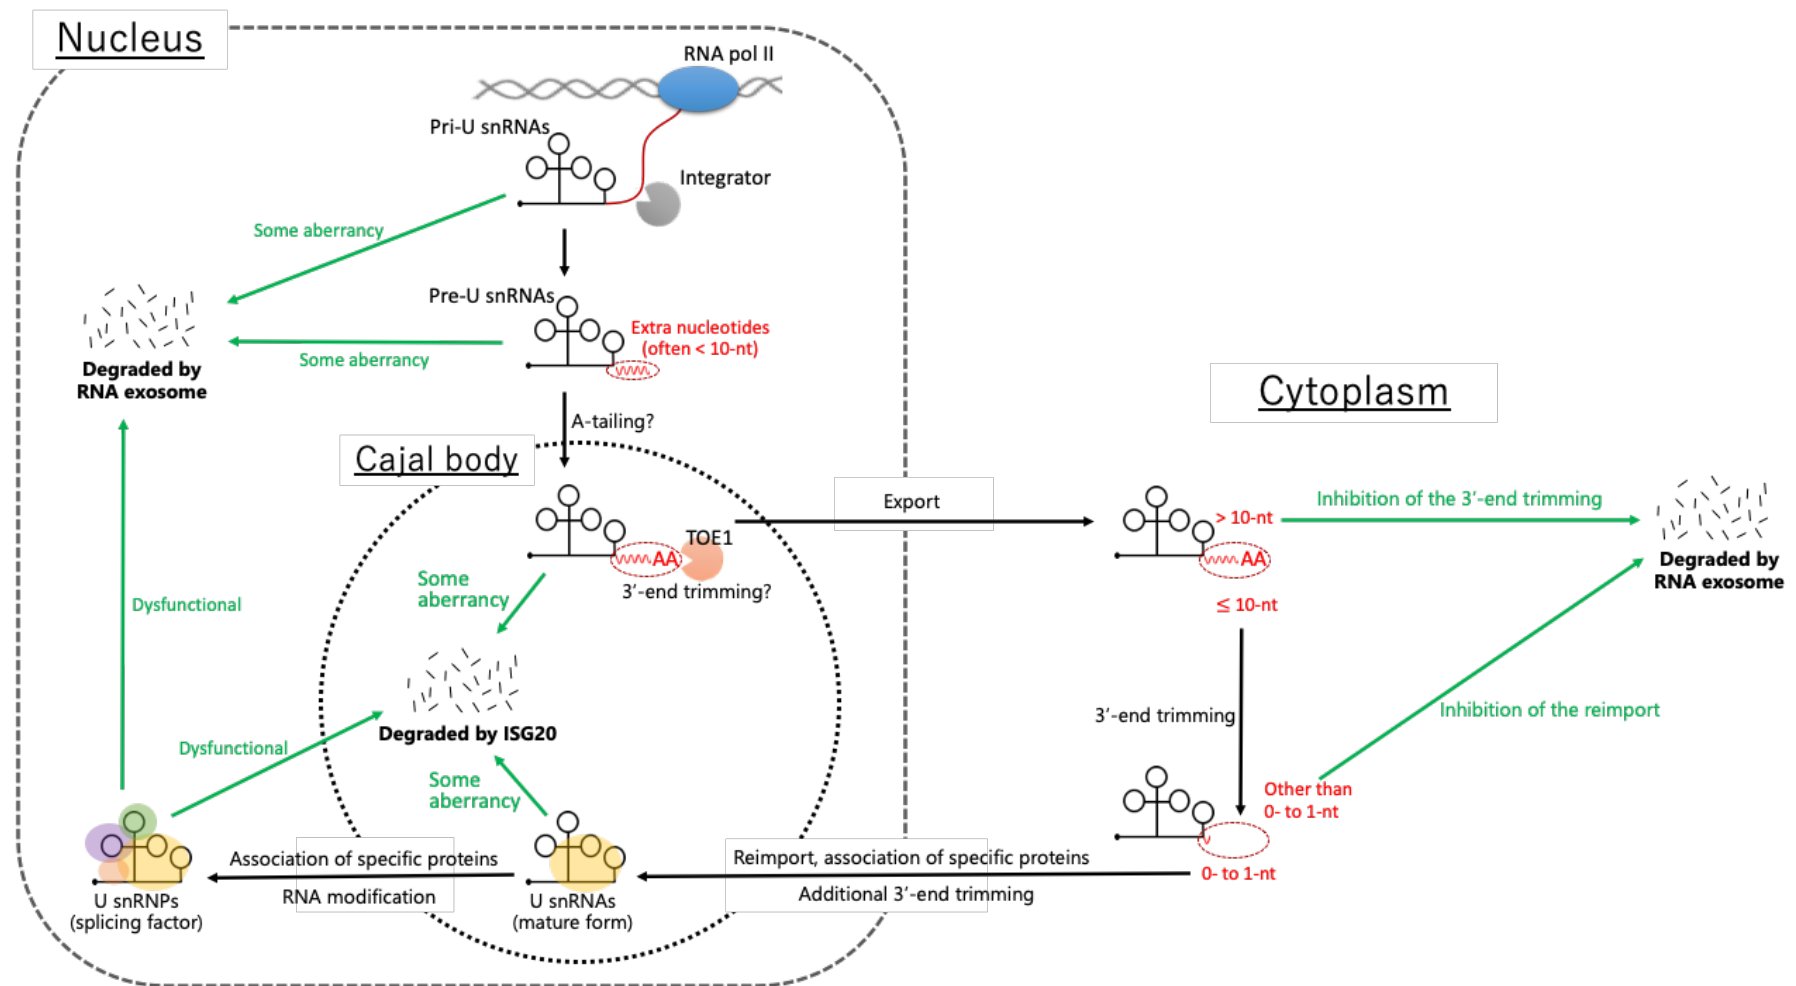 Nucleus
RNA pol II
Pri-U snRNAs
Integrator
Some aberrancy
Pre-U snRNAs
Extra nucleotides
(often < 10-nt)
Some aberrancy
Degraded by
RNA exosome
A-tailing?
Cajal body
Cytoplasm
Export
TOE1
AA
3′-end trimming?
Some
aberrancy
> 10-nt
AA
≤ 10-nt
Inhibition of the 3′-end trimming
Degraded by
RNA exosome
Dysfunctional
Degraded by ISG20
Dysfunctional
3′-end trimming
Inhibition of the reimport
Some
aberrancy
Other than
0- to 1-nt
0- to 1-nt
Reimport, association of specific proteins
Additional 3′-end trimming
Association of specific proteins
RNA modification
U snRNAs
(mature form)
U snRNPs
(splicing factor)